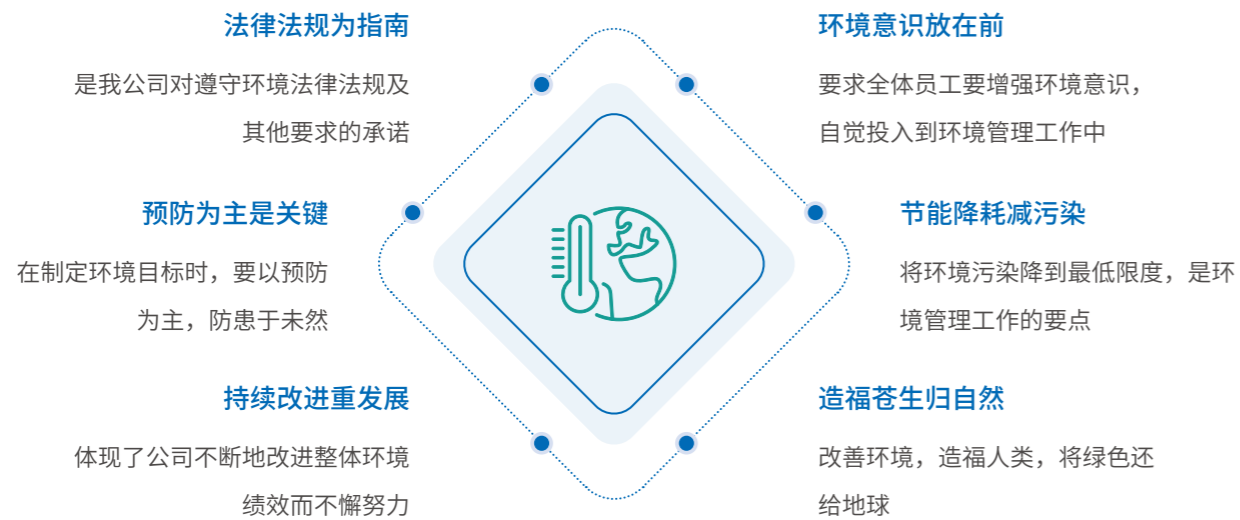 法律法规为指南
是我公司对遵守环境法律法规及
其他要求的承诺
环境意识放在前
要求全体员工要增强环境意识，
自觉投入到环境管理工作中
预防为主是关键
在制定环境目标时，要以预防
为主，防患于未然
节能降耗减污染
将环境污染降到最低限度，是环
境管理工作的要点
持续改进重发展
体现了公司不断地改进整体环境
绩效而不懈努力
造福苍生归自然
改善环境，造福人类，将绿色还
给地球